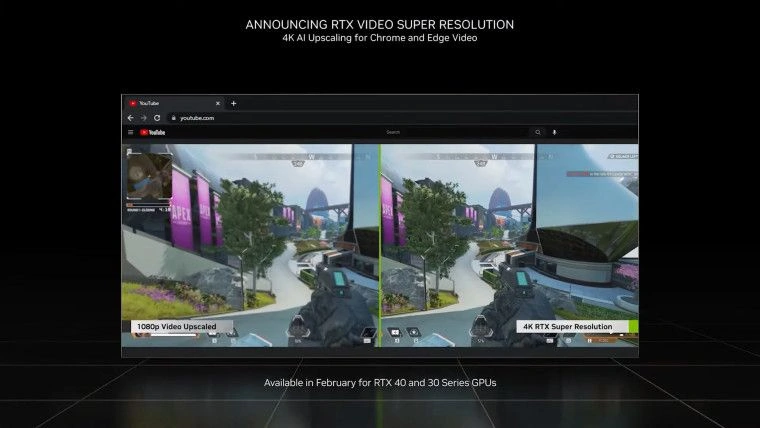 ANNOUNCING RTX VIDEO SUPER RESOLUTION
4K AI Upscaling for Chrome and Edge Video
YouTube
youtube.com
YouTube
Search
S W N
APEX
1080p Video Upscaled
4K RTX Super Resolution
Available in February for RTX 40 and 30 Series GPUs